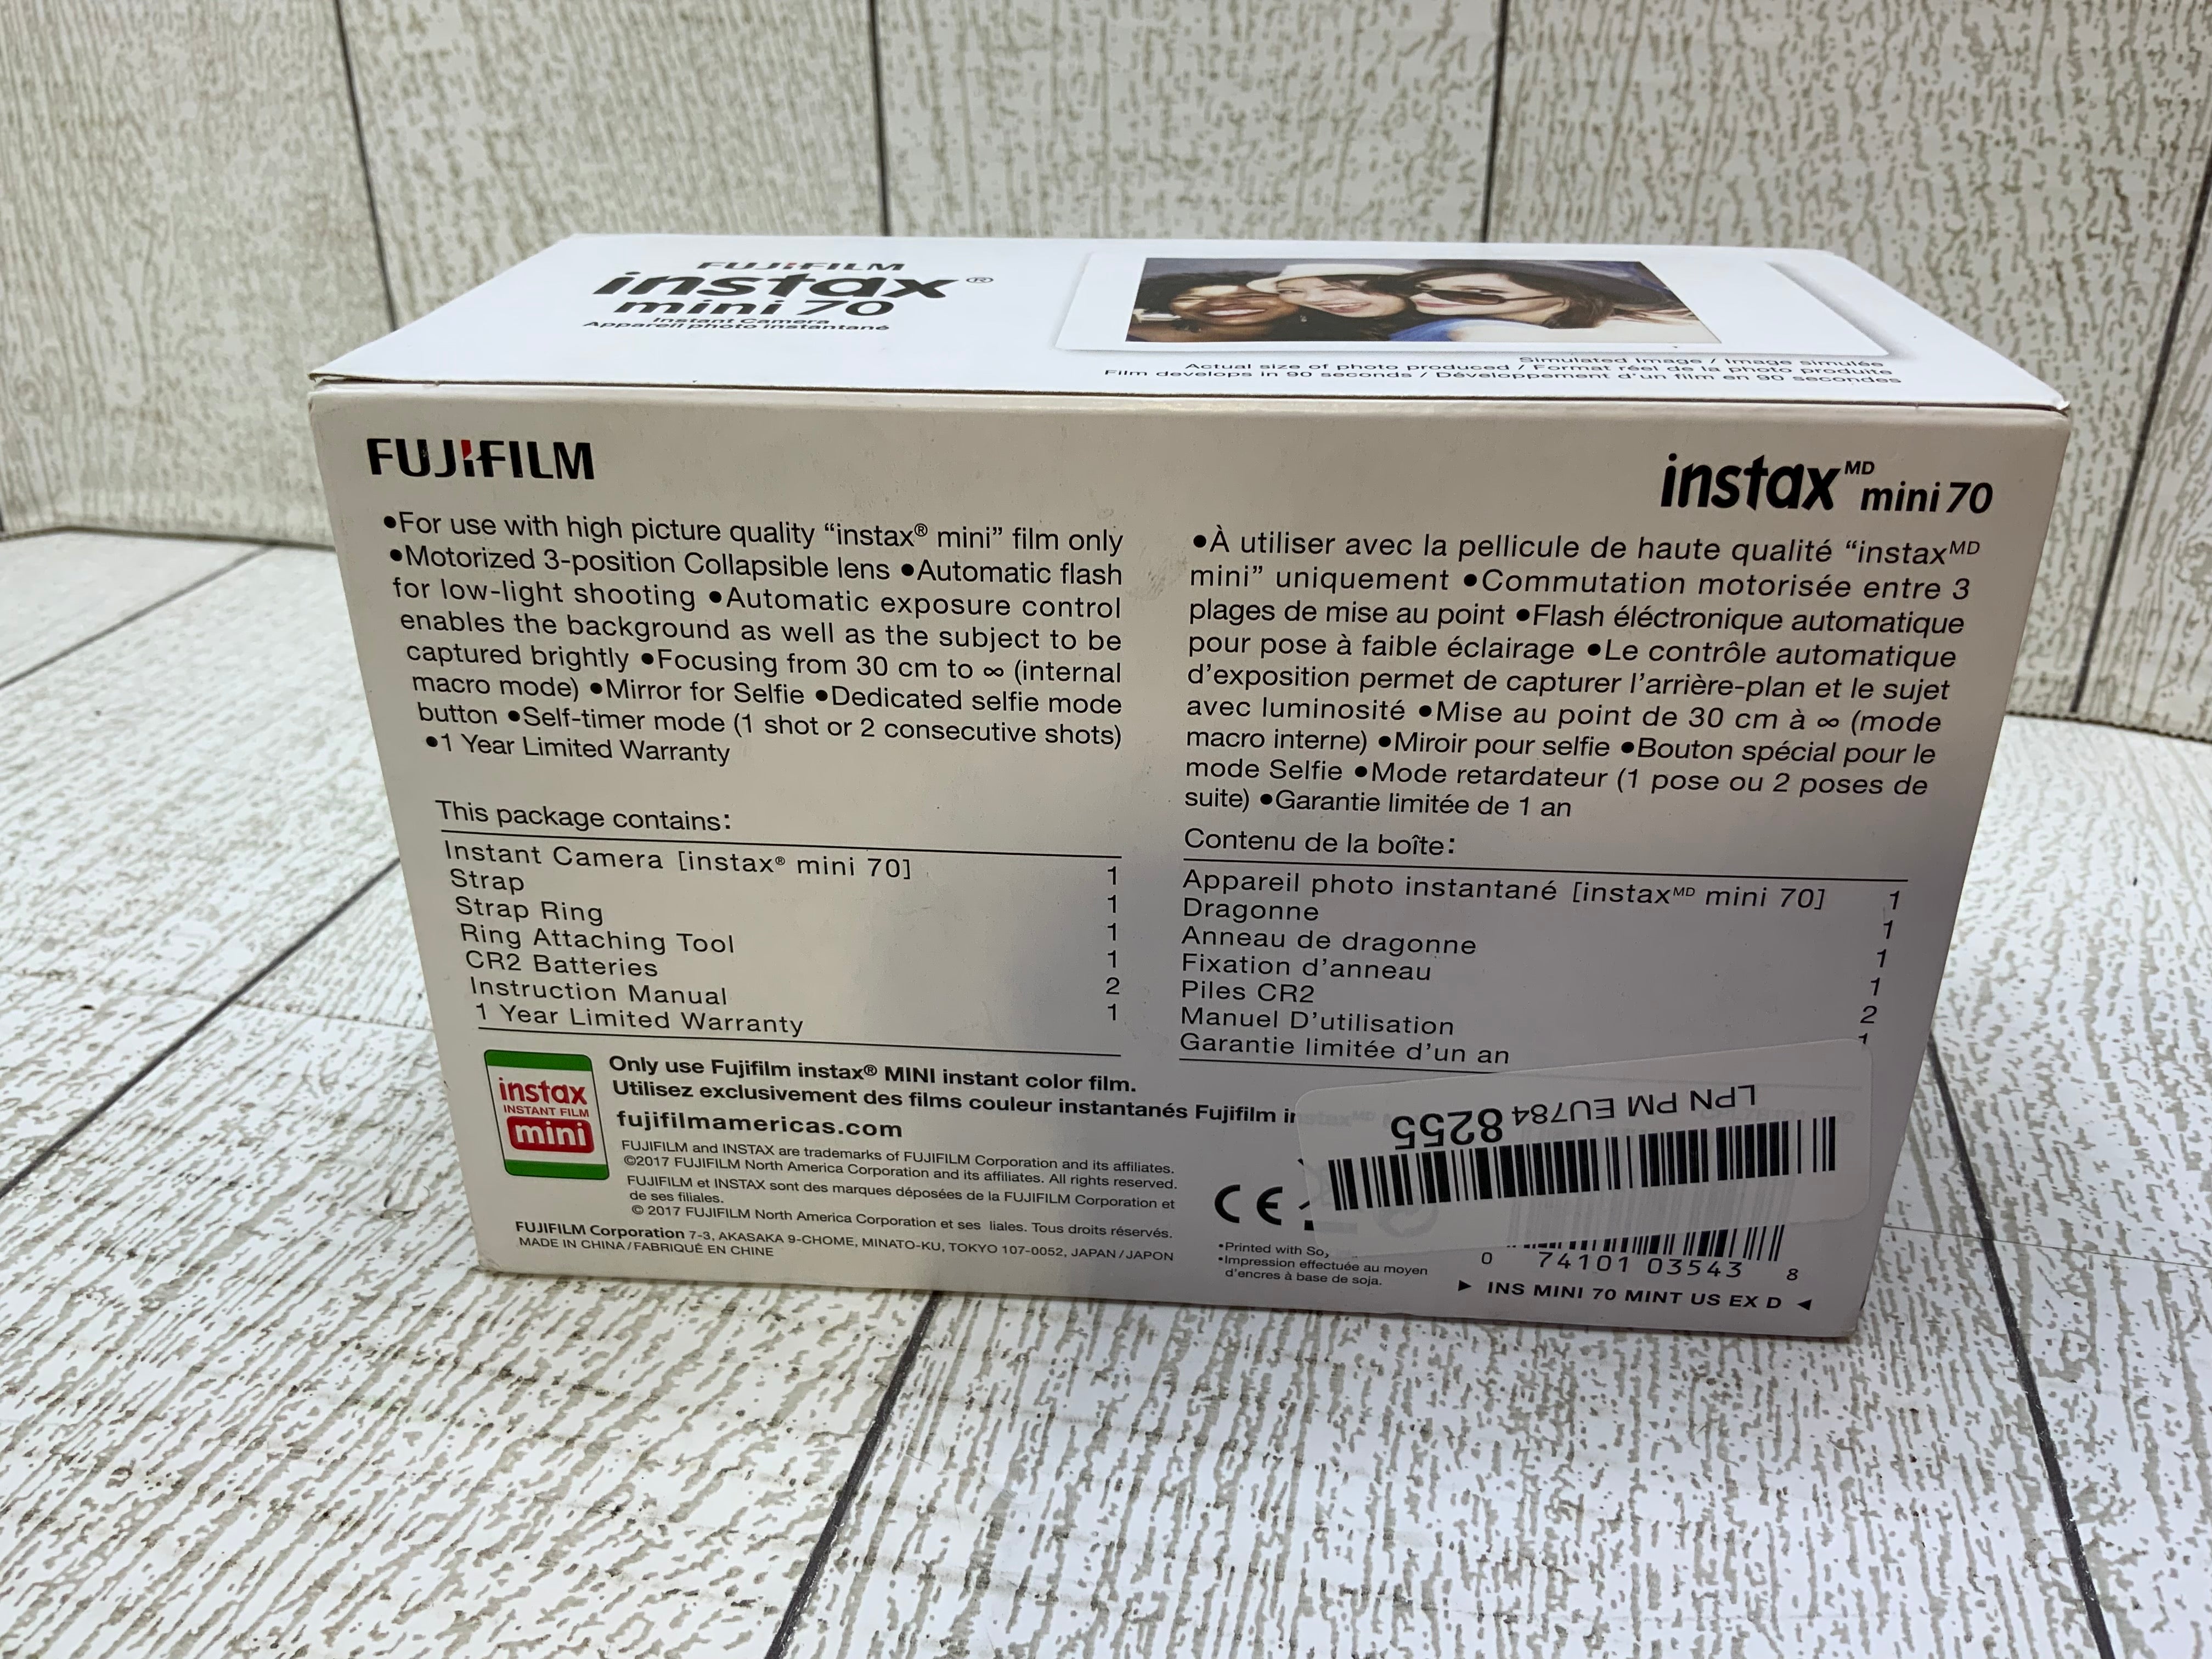 FUJIFILM
instax®
mini 70
Instant Camera
Appareil photo instantané
Simulated Image / Image simulée
Actual size of photo produced / Format réel de la photo produite
Film develops in 90 seconds / Développement d'un film en 90 secondes
FUJIFILM
instaxMD mini 70
●For use with high picture quality “instax® mini” film only
●Motorized 3-position Collapsible lens ●Automatic flash
for low-light shooting ●Automatic exposure control
enables the background as well as the subject to be
captured brightly ●Focusing from 30 cm to ∞ (internal
macro mode) ●Mirror for Selfie ●Dedicated selfie mode
button ●Self-timer mode (1 shot or 2 consecutive shots)
●1 Year Limited Warranty
This package contains:
Instant Camera [instax® mini 70] 1
Strap 1
Strap Ring 1
Ring Attaching Tool 1
CR2 Batteries 2
Instruction Manual 1
1 Year Limited Warranty
●À utiliser avec la pellicule de haute qualité “instaxMD
mini” uniquement ●Commutation motorisée entre 3
plages de mise au point ●Flash éléctronique automatique
pour pose à faible éclairage ●Le contrôle automatique
d’exposition permet de capturer l’arrière-plan et le sujet
avec luminosité ●Mise au point de 30 cm à ∞ (mode
macro interne) ●Miroir pour selfie ●Bouton spécial pour le
mode Selfie ●Mode retardateur (1 pose ou 2 poses de
suite) ●Garantie limitée de 1 an
Contenu de la boîte:
Appareil photo instantané [instaxMD mini 70] 1
Dragonne 1
Anneau de dragonne 1
Fixation d’anneau 1
Piles CR2 2
Manuel D’utilisation 1
Garantie limitée d’un an
instax
INSTANT FILM
mini
Only use Fujifilm instax® MINI instant color film.
Utilisez exclusivement des films couleur instantanés Fujifilm
fujifilmamericas.com
FUJIFILM and INSTAX are trademarks of FUJIFILM Corporation and its affiliates.
©2017 FUJIFILM North America Corporation and its affiliates. All rights reserved.
FUJIFILM et INSTAX sont des marques déposées de la FUJIFILM Corporation et
de ses filiales.
© 2017 FUJIFILM North America Corporation et ses liales. Tous droits réservés.
FUJIFILM Corporation 7-3, AKASAKA 9-CHOME, MINATO-KU, TOKYO 107-0052, JAPAN/JAPON
MADE IN CHINA/FABRIQUÉ EN CHINE
CE
•Printed with
•Impression effectuée au moyen
d’encres à base de soja.
LPN PM EU784 8255
0 74101 03543 8
► INS MINI 70 MINT US EX D ◄